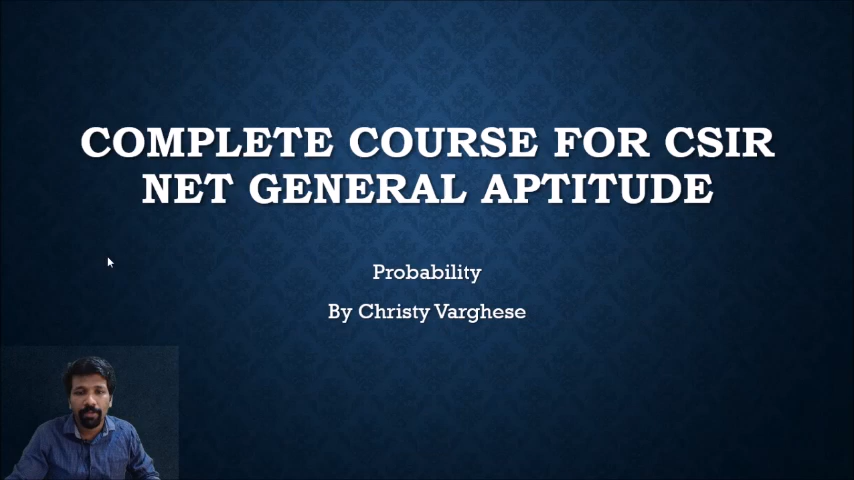 COMPLETE COURSE FOR CSIR
NET GENERAL APTITUDE
Probability
By Christy Varghese